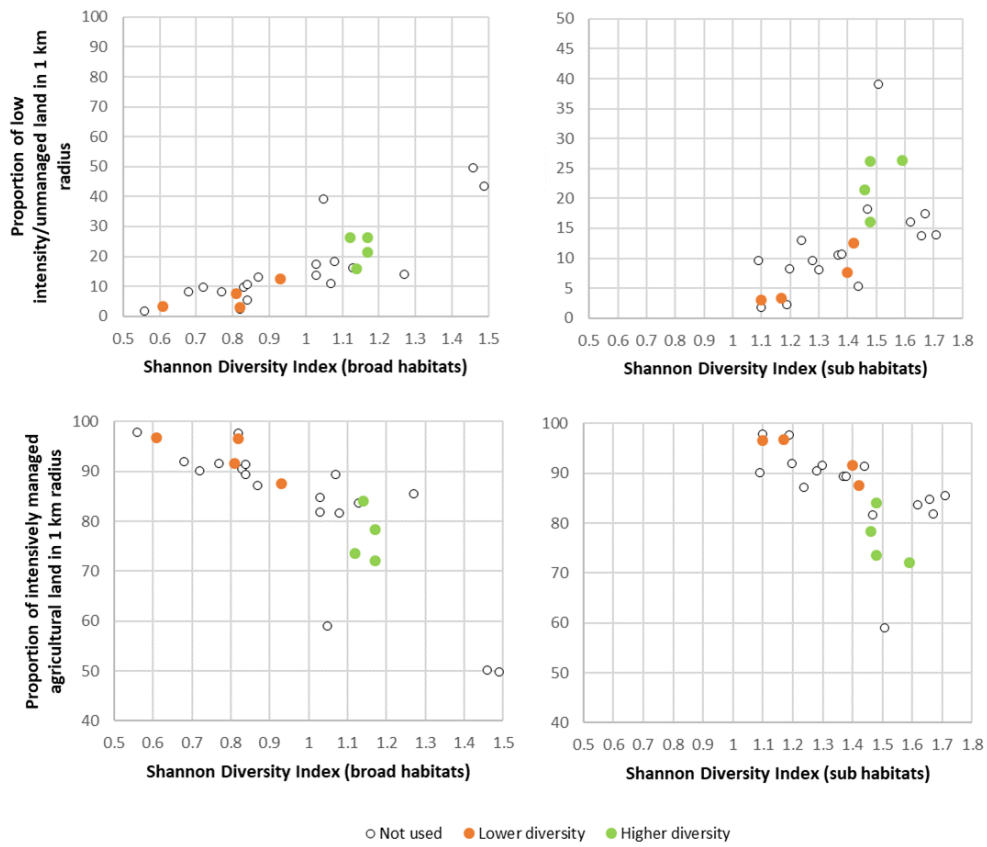 Proportion of low
intensity/unmanaged land in 1 km
radius
100
90
80
70
60
50
40
30
20
10
0
0.5 0.6 0.7 0.8 0.9 1 1.1 1.2 1.3 1.4 1.5
Shannon Diversity Index (broad habitats)
50
45
40
35
30
25
20
15
10
5
0
0.5 0.6 0.7 0.8 0.9 1 1.1 1.2 1.3 1.4 1.5 1.6 1.7 1.8
Shannon Diversity Index (sub habitats)
Proportion of intensively managed
agricultural land in 1 km radius
100
90
80
70
60
50
40
0.5 0.6 0.7 0.8 0.9 1 1.1 1.2 1.3 1.4 1.5
Shannon Diversity Index (broad habitats)
100
90
80
70
60
50
40
0.5 0.6 0.7 0.8 0.9 1 1.1 1.2 1.3 1.4 1.5 1.6 1.7 1.8
Shannon Diversity Index (sub habitats)
Not used Lower diversity Higher diversity